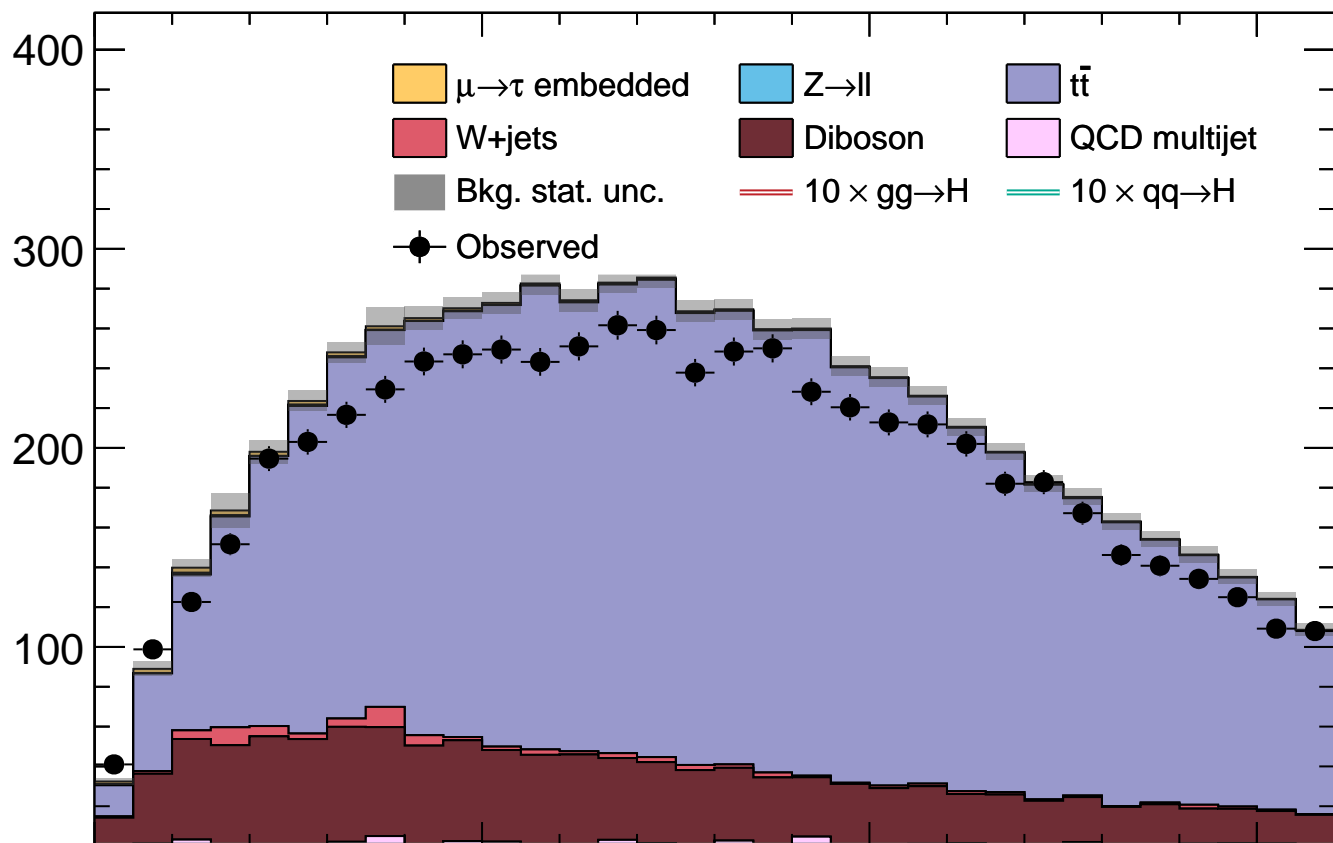 400
μ→τ embedded Z→ll tt̄
W+jets Diboson QCD multijet
Bkg. stat. unc. 10 × gg→H 10 × qq→H
300
Observed
200
100